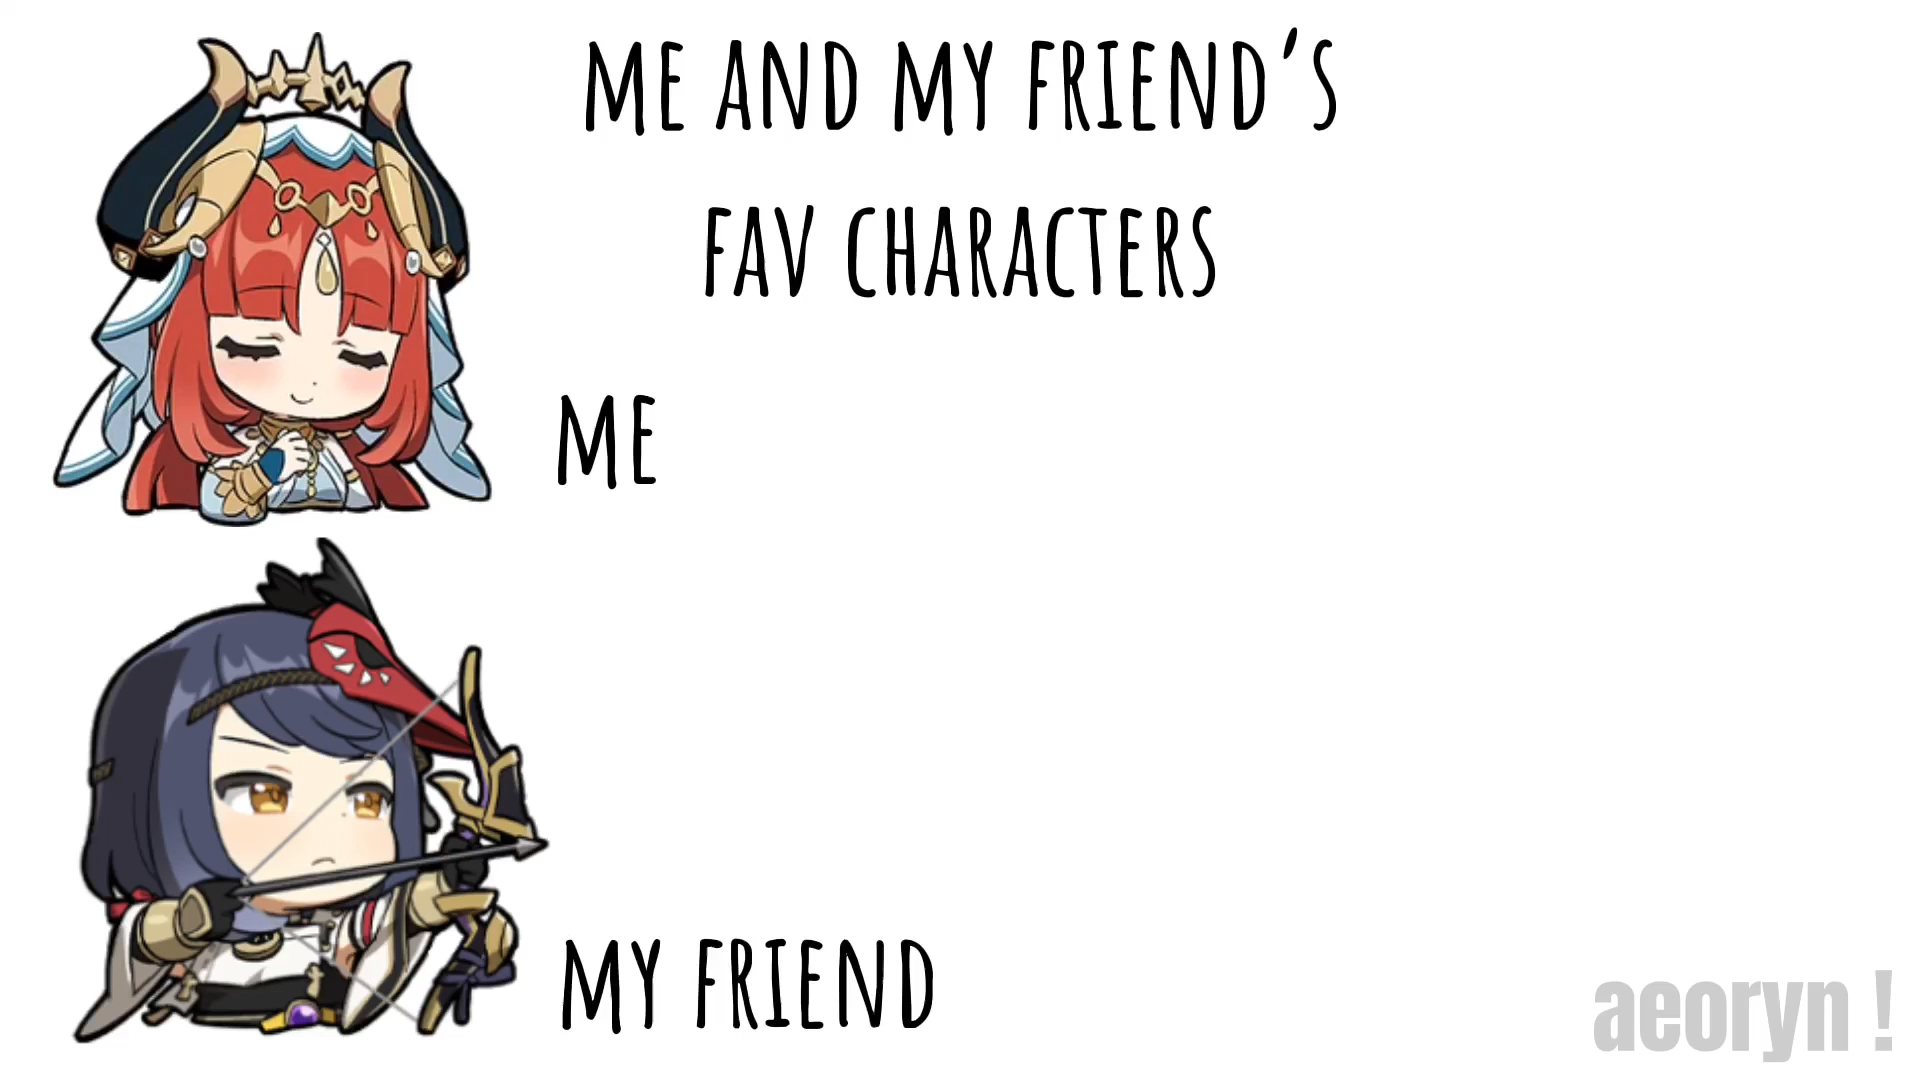 ME AND MY FRIEND'S
FAV CHARACTERS
ME
MY FRIEND
aeoryn !